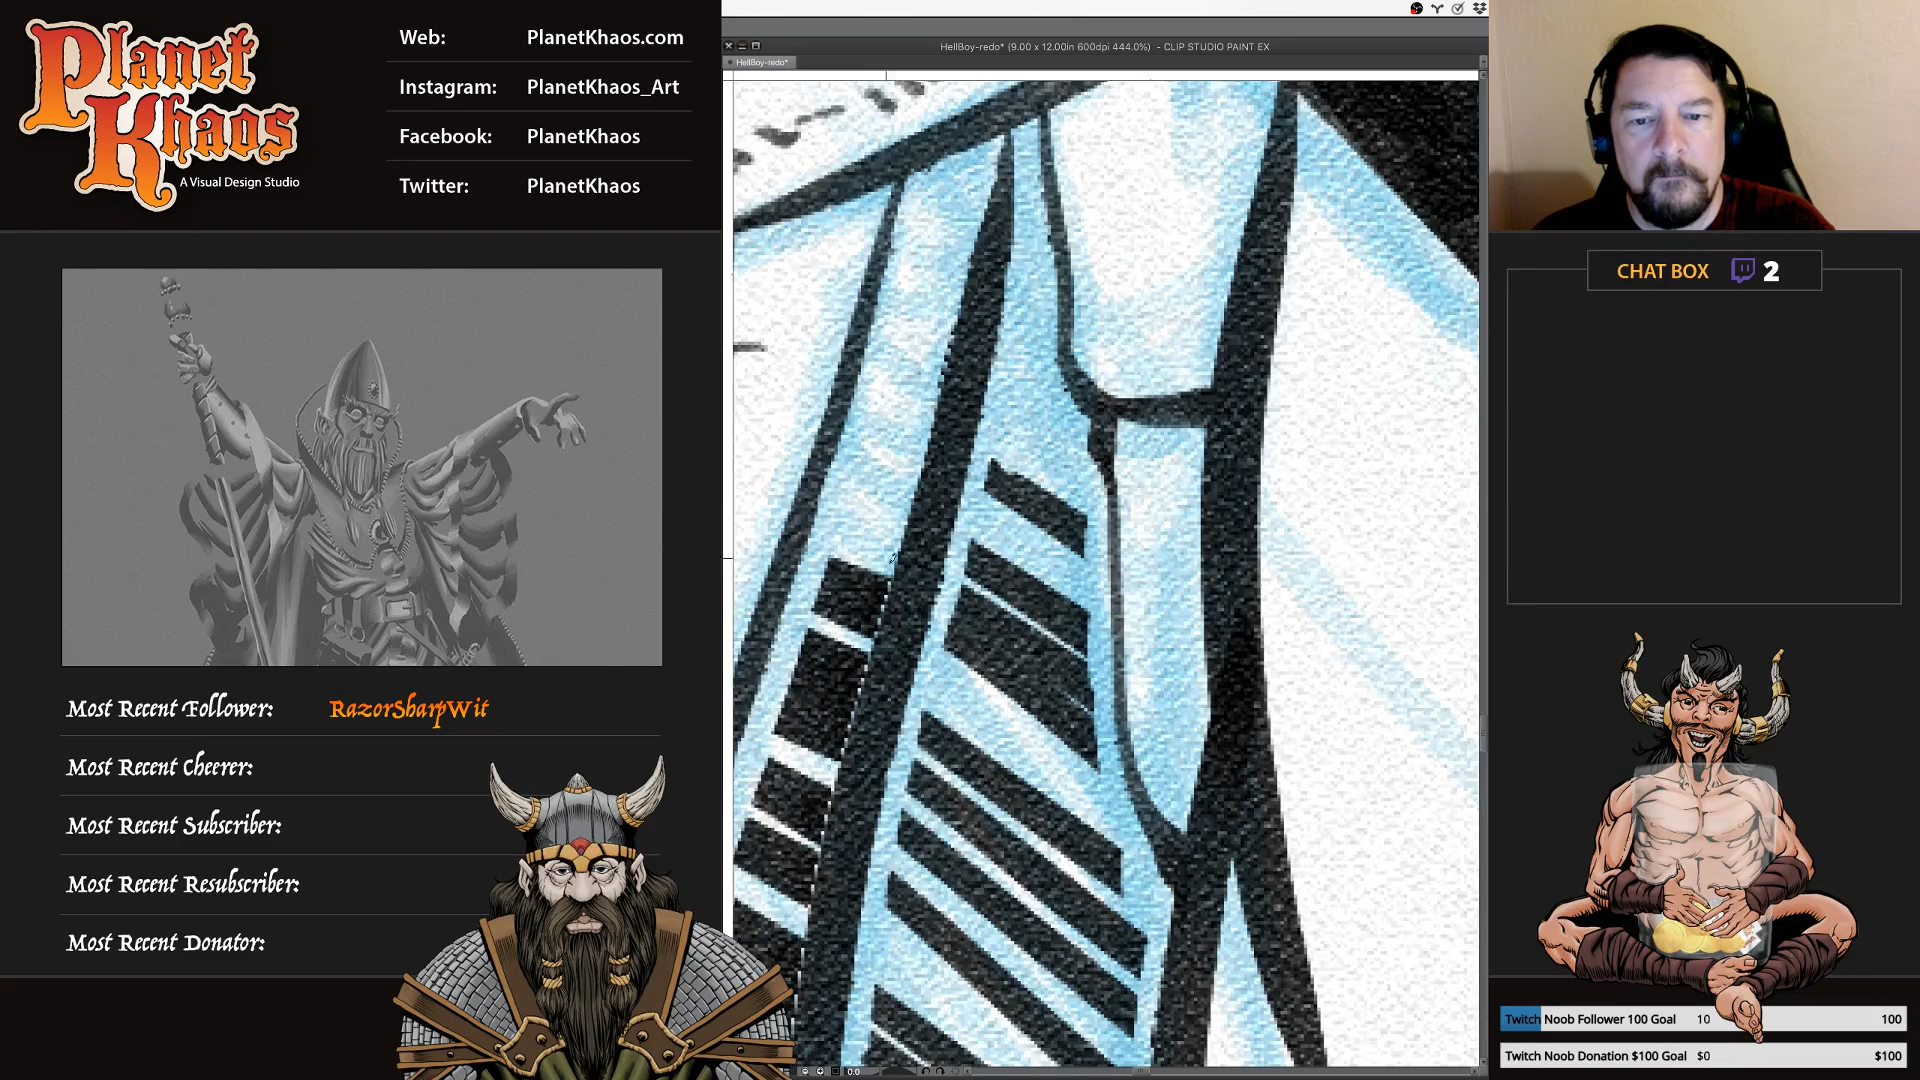 Planet
Khaos
A Visual Design Studio
Web: PlanetKhaos.com
Instagram: PlanetKhaos_Art
Facebook: PlanetKhaos
Twitter: PlanetKhaos
HellBoy-redo* (9.00 x 12.00in 600dpi 444.0%) - CLIP STUDIO PAINT EX
HellBoy-redo*
CHAT BOX 2
Most Recent Follower: RazorSharpWit
Most Recent Cheerer:
Most Recent Subscriber:
Most Recent Resubscriber:
Most Recent Donator:
0:0
Twitch Noob Follower 100 Goal 10 100
Twitch Noob Donation $100 Goal $0 $100